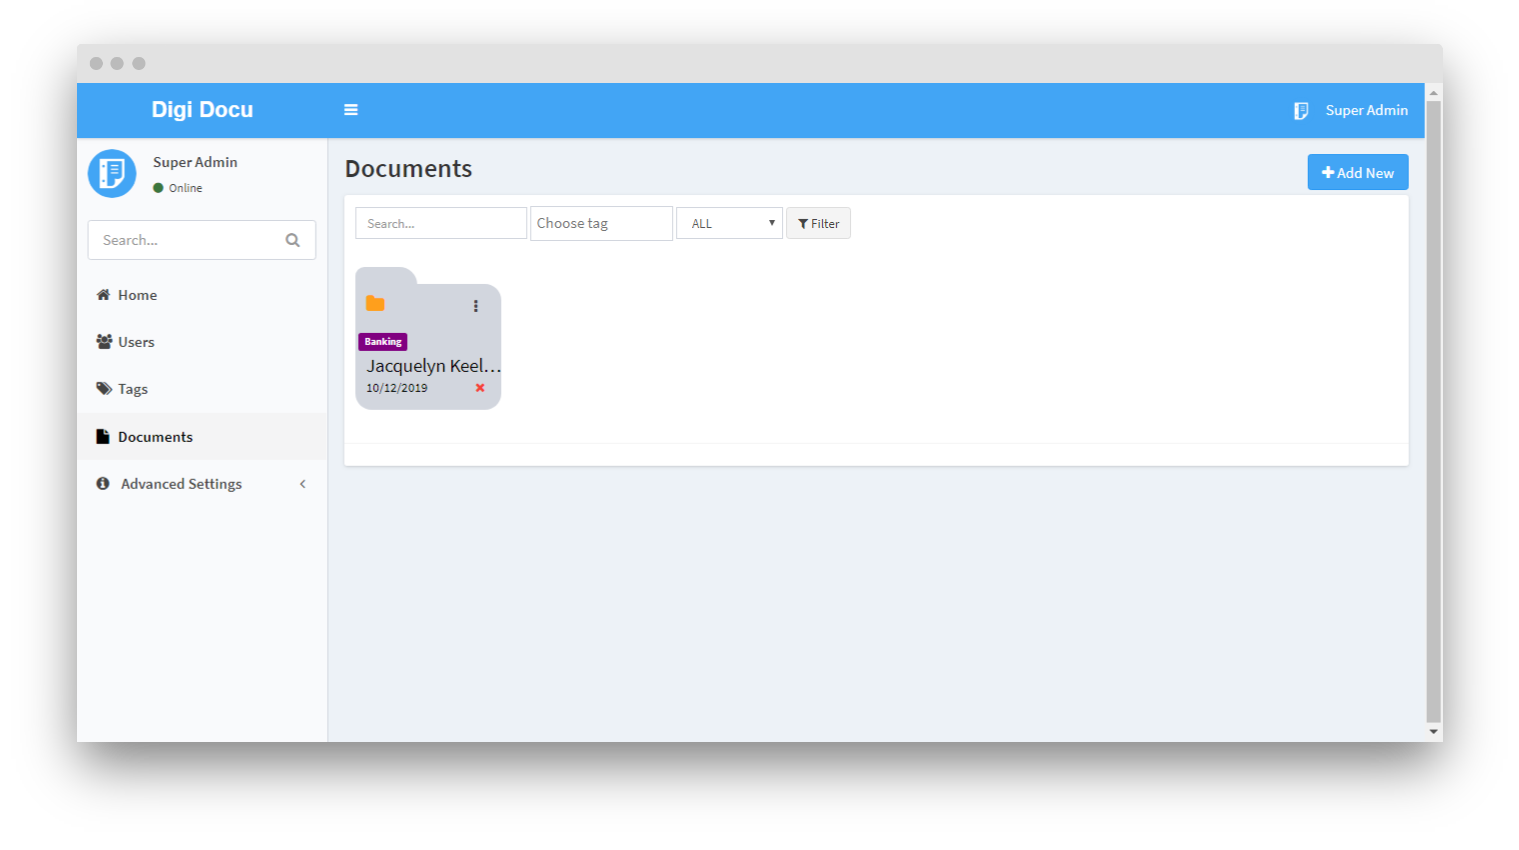 Digi Docu
Super Admin
Super Admin
Online
Search...
Home
Users
Tags
Documents
Advanced Settings
Documents
Add New
Search...
Choose tag
ALL
Filter
Banking
Jacquelyn Keel...
10/12/2019